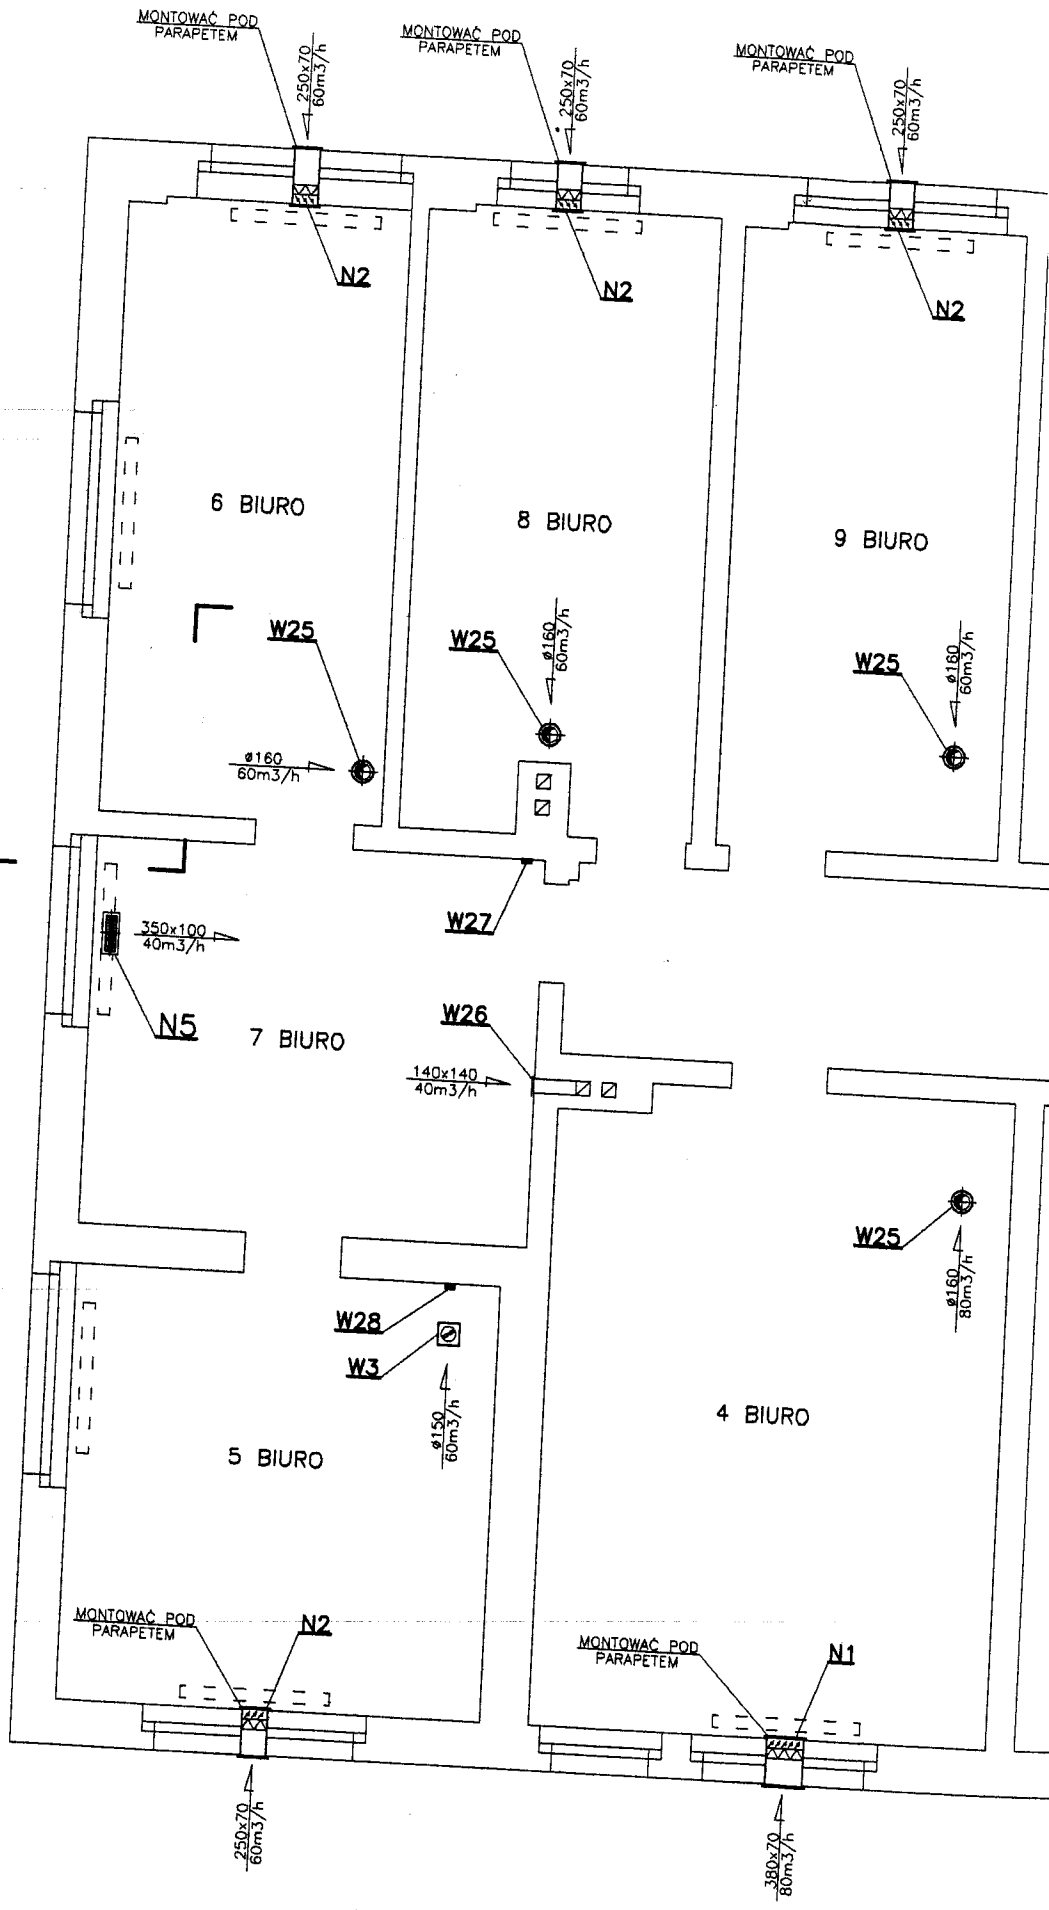 MONTOWAĆ POD
PARAPETEM
250x70
60m3/h
MONTOWAĆ POD
PARAPETEM
250x70
60m3/h
MONTOWAĆ POD
PARAPETEM
250x70
60m3/h
N2
N2
N2
6 BIURO
8 BIURO
9 BIURO
W25
W25
ø160
60m3/h
W25
ø160
60m3/h
ø160
60m3/h
W27
350x100
40m3/h
N5
7 BIURO
W26
140x140
40m3/h
W25
ø160
80m3/h
W28
W3
ø150
60m3/h
4 BIURO
5 BIURO
MONTOWAĆ POD
PARAPETEM
N2
MONTOWAĆ POD
PARAPETEM
N1
250x70
60m3/h
380x70
80m3/h